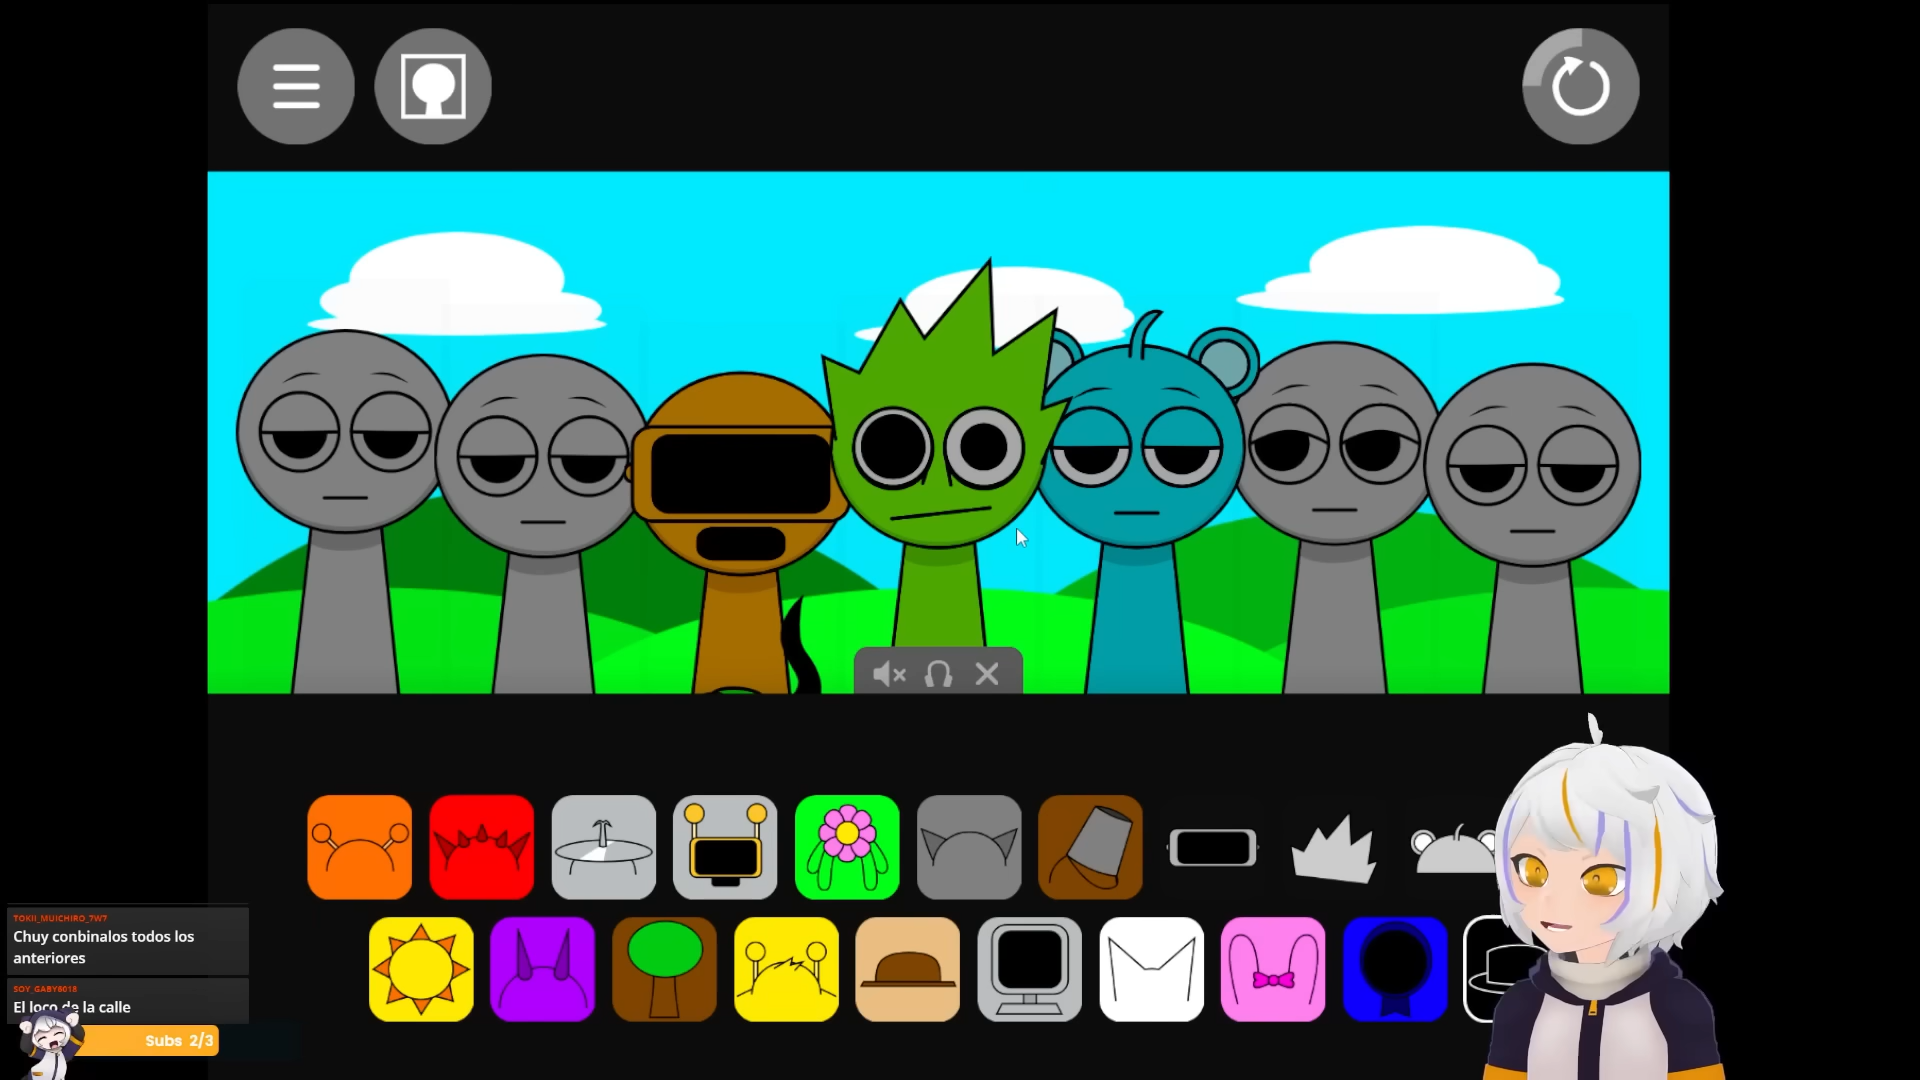 TOKII_MUICHIRO_7W7
Chuy conbinalos todos los
anteriores
SOY_GABY6018
El loco de la calle
Subs 2/3